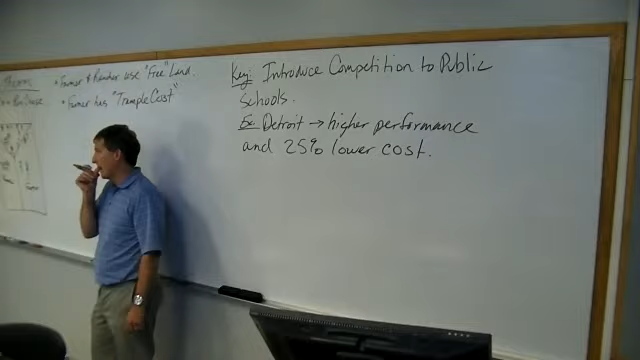 • Farmer & Rancher use "Free" Land.
• Farmer has "Trample Cost"
Key: Introduce Competition to Public
Schools.
Ex: Detroit → higher performance
and 25% lower cost.